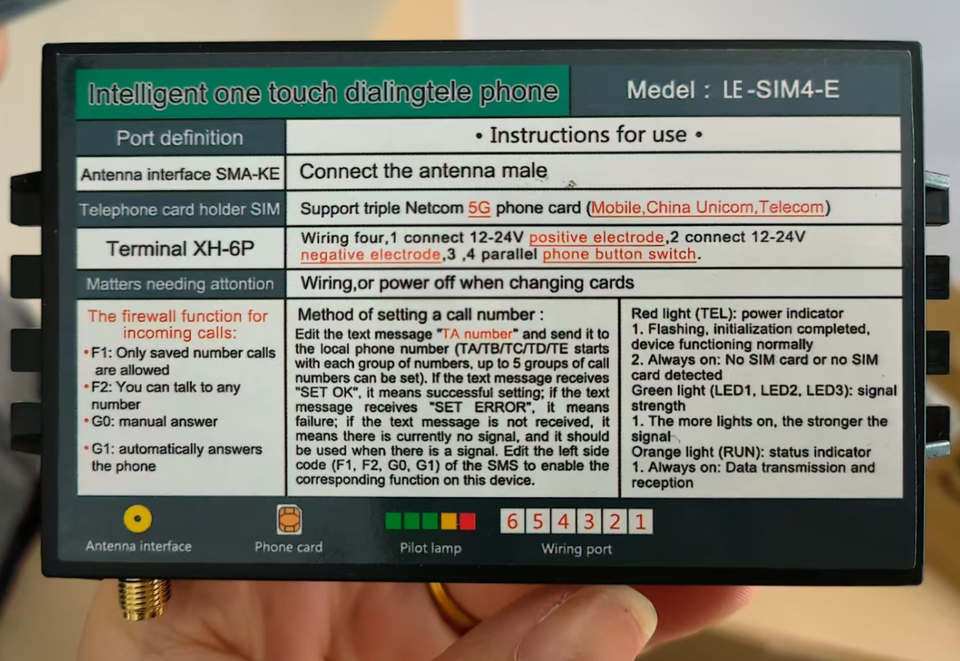 Intelligent one touch dialingtele phone
Medel : LE-SIM4-E
Port definition
• Instructions for use •
Antenna interface SMA-KE
Connect the antenna male
Telephone card holder SIM
Support triple Netcom 5G phone card (Mobile,China Unicom,Telecom)
Terminal XH-6P
Wiring four,1 connect 12-24V positive electrode,2 connect 12-24V
negative electrode,3 ,4 parallel phone button switch.
Matters needing attontion
Wiring,or power off when changing cards
The firewall function for
incoming calls:
• F1: Only saved number calls
are allowed
• F2: You can talk to any
number
• G0: manual answer
• G1: automatically answers
the phone
Method of setting a call number :
Edit the text message "TA number" and send it to
the local phone number (TA/TB/TC/TD/TE starts
with each group of numbers, up to 5 groups of call
numbers can be set). If the text message receives
"SET OK", it means successful setting; if the text
message receives "SET ERROR", it means
failure; if the text message is not received, it
means there is currently no signal, and it should
be used when there is a signal. Edit the left side
code (F1, F2, G0, G1) of the SMS to enable the
corresponding function on this device.
Red light (TEL): power indicator
1. Flashing, initialization completed,
device functioning normally
2. Always on: No SIM card or no SIM
card detected
Green light (LED1, LED2, LED3): signal
strength
1. The more lights on, the stronger the
signal
Orange light (RUN): status indicator
1. Always on: Data transmission and
reception
6 5 4 3 2 1
Antenna interface
Phone card
Pilot lamp
Wiring port